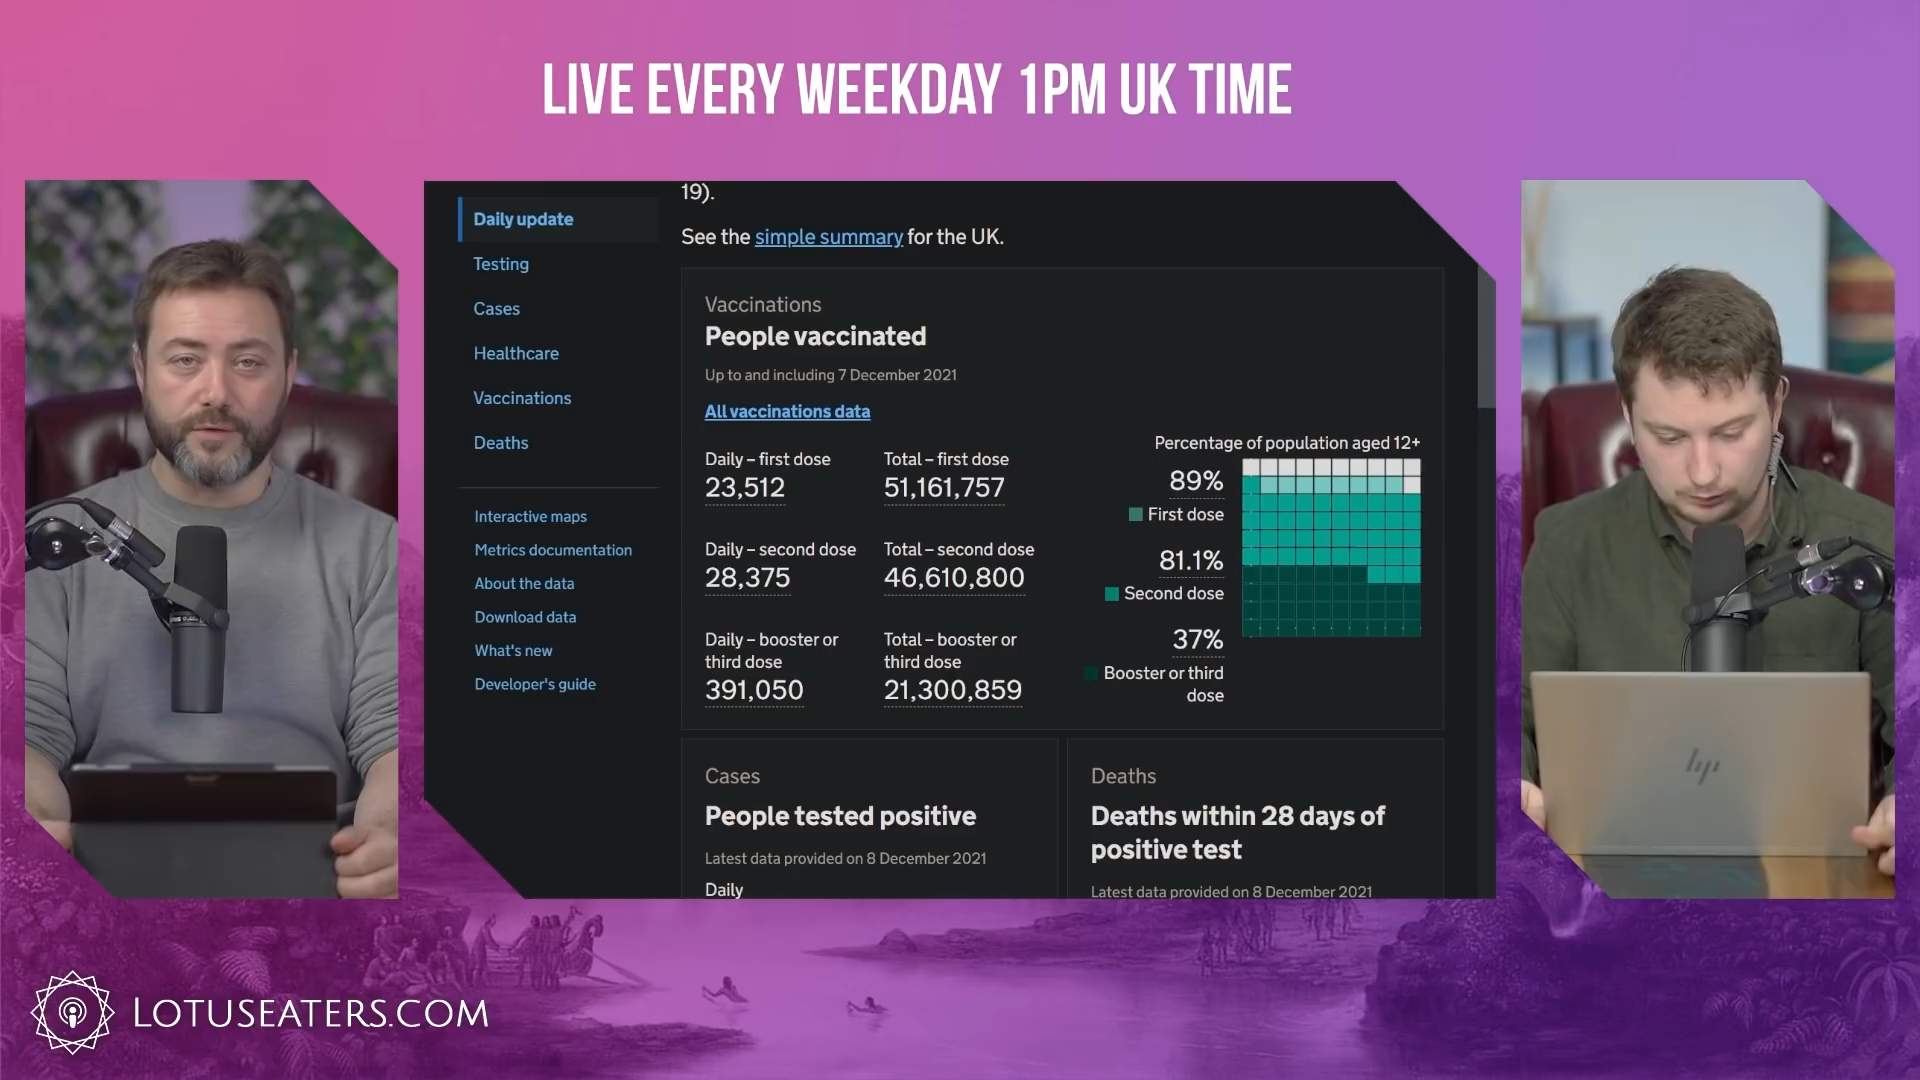 LIVE EVERY WEEKDAY 1PM UK TIME
Daily update
Testing
Cases
Healthcare
Vaccinations
Deaths
Interactive maps
Metrics documentation
About the data
Download data
What's new
Developer's guide
19).
See the simple summary for the UK.
Vaccinations
People vaccinated
Up to and including 7 December 2021
All vaccinations data
Daily – first dose
23,512
Total – first dose
51,161,757
Daily – second dose
28,375
Total – second dose
46,610,800
Daily – booster or
third dose
391,050
Total – booster or
third dose
21,300,859
Percentage of population aged 12+
89%
First dose
81.1%
Second dose
37%
Booster or third
dose
Cases
People tested positive
Latest data provided on 8 December 2021
Daily
Deaths
Deaths within 28 days of
positive test
Latest data provided on 8 December 2021
hp
LOTUSEATERS.COM